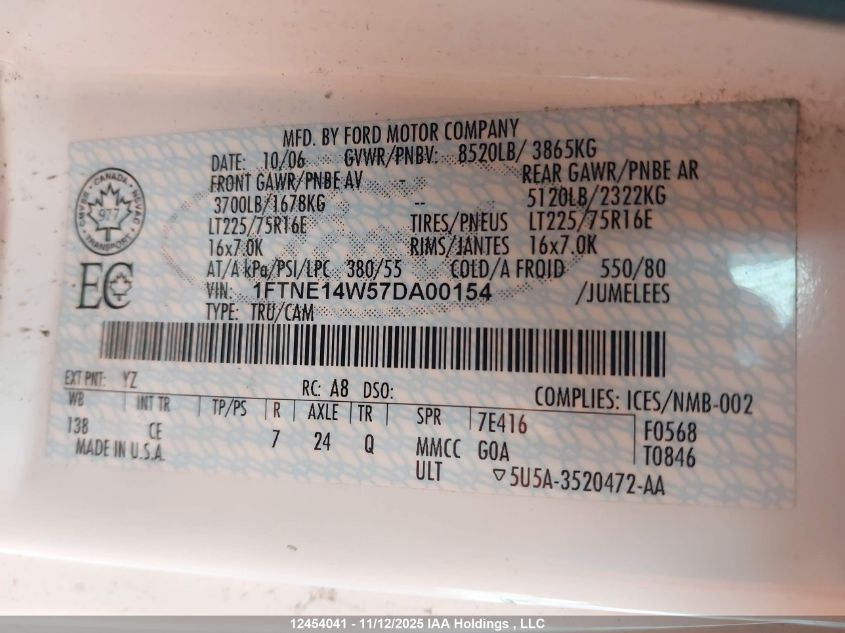 MFD. BY FORD MOTOR COMPANY
DATE: 10/06 GVWR/PNBV: 8520LB/ 3865KG
FRONT GAWR/PNBE AV - REAR GAWR/PNBE AR
3700LB/1678KG -- 5120LB/2322KG
LT225/75R16E TIRES/PNEUS LT225/75R16E
16x7.0K RIMS/JANTES 16x7.0K
AT/A kPa/PSI/LPC 380/55 COLD/A FROID 550/80
VIN: 1FTNE14W57DA00154 /JUMELEES
TYPE: TRU/CAM
CANADA
977
TRANSPORT
EC
EXT PNT: YZ RC: A8 DSO: COMPLIES: ICES/NMB-002
WB INT TR TP/PS R AXLE TR SPR 7E416 F0568
138 CE 7 24 Q MMCC GOA T0846
MADE IN U.S.A. ULT ▽5U5A-3520472-AA
12454041 - 11/12/2025 IAA Holdings , LLC